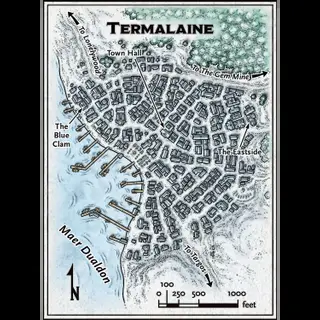 TERMALAINE
To Lonelywood
Town Hall
To The Gem Mine
The
Blue
Clam
The Eastside
Maer Dualdon
To Targos
N
100
0 250 500 1000
feet